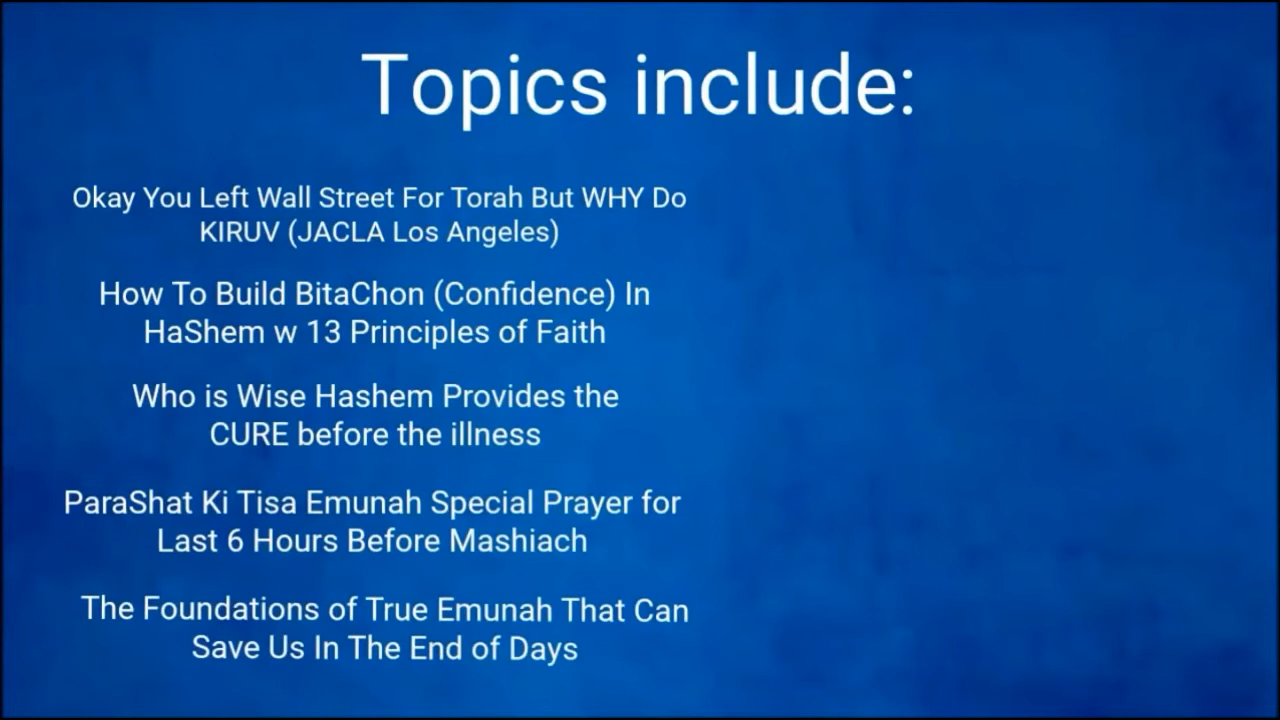 Topics include:
Okay You Left Wall Street For Torah But WHY Do
KIRUV (JACLA Los Angeles)
How To Build BitaChon (Confidence) In
HaShem w 13 Principles of Faith
Who is Wise Hashem Provides the
CURE before the illness
ParaShat Ki Tisa Emunah Special Prayer for
Last 6 Hours Before Mashiach
The Foundations of True Emunah That Can
Save Us In The End of Days